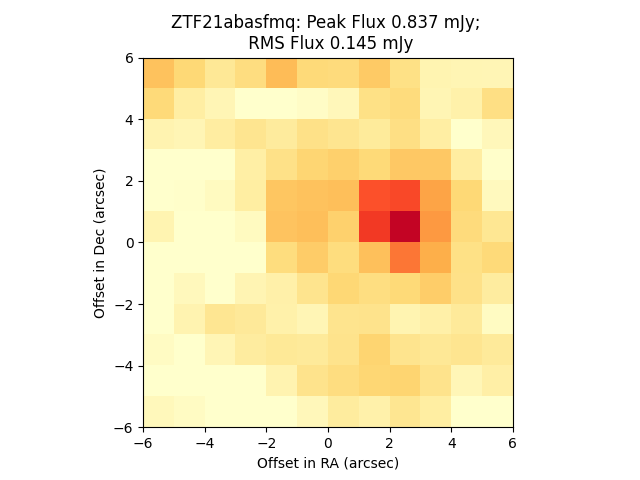 ZTF21abasfmq: Peak Flux 0.837 mJy;
RMS Flux 0.145 mJy
6
4
2
0
−2
−4
−6
Offset in Dec (arcsec)
−6 −4 −2 0 2 4 6
Offset in RA (arcsec)